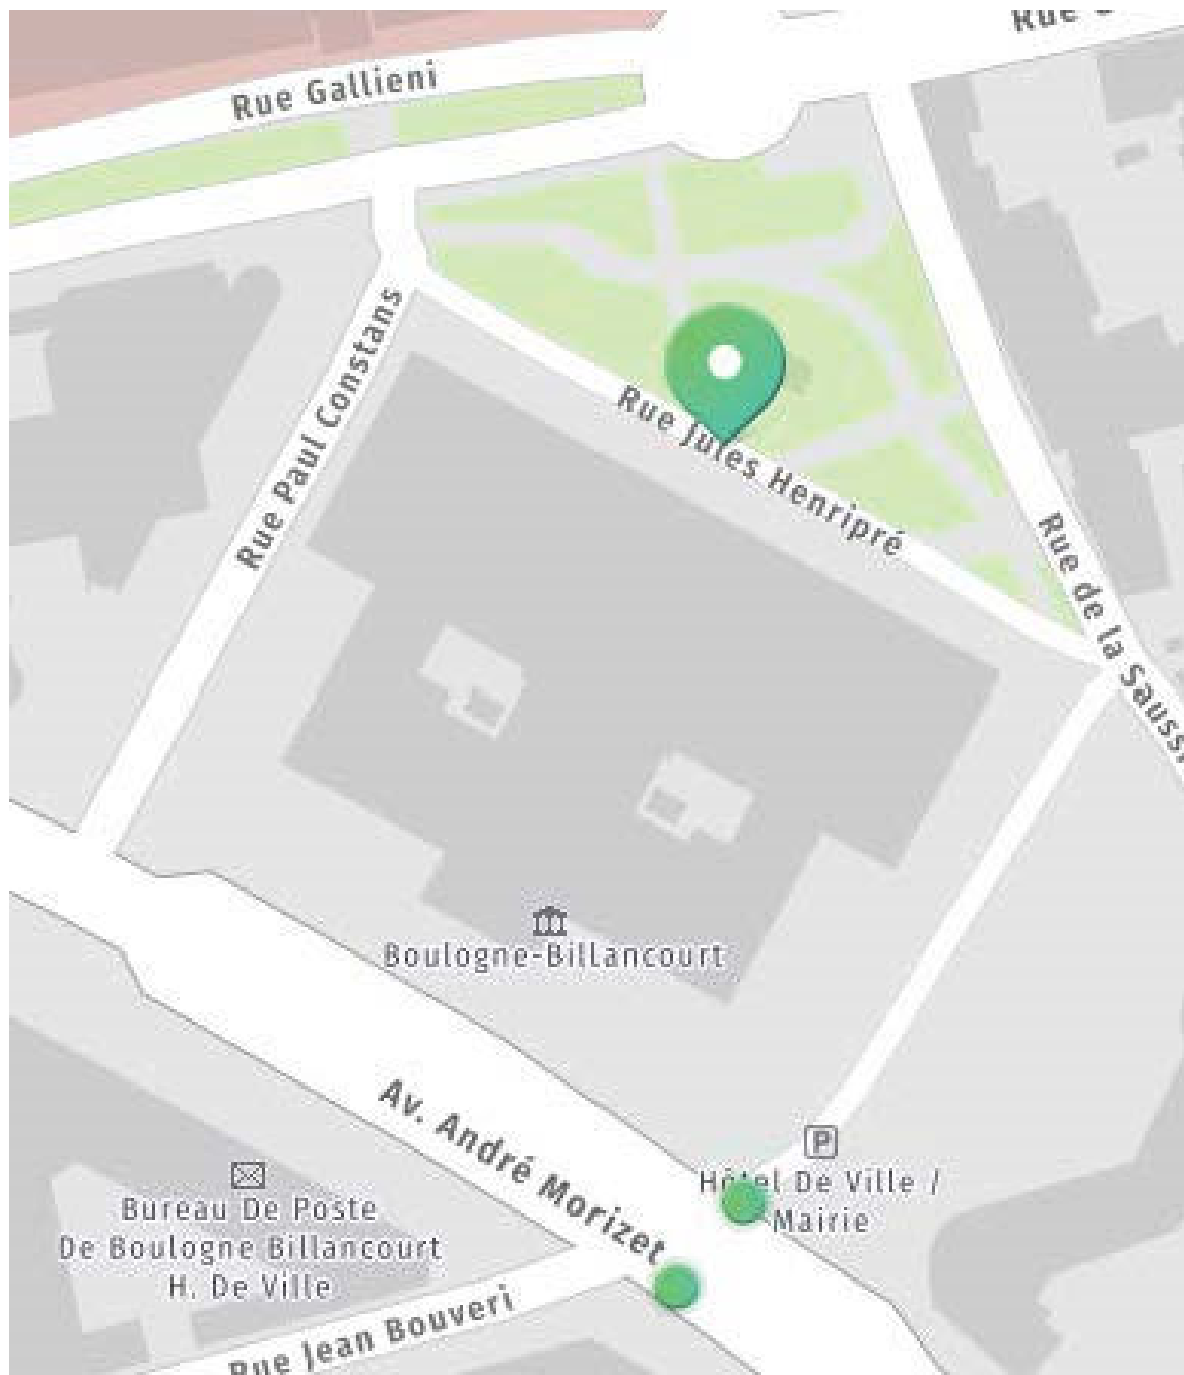 Rue Gallieni
Rue Paul Constans
Rue Jules Henripré
Rue de la
Boulogne-Billancourt
Av. André Morizet
P
Hôtel De Ville /
Mairie
Bureau De Poste
De Boulogne Billancourt
H. De Ville
Rue Jean Bouveri